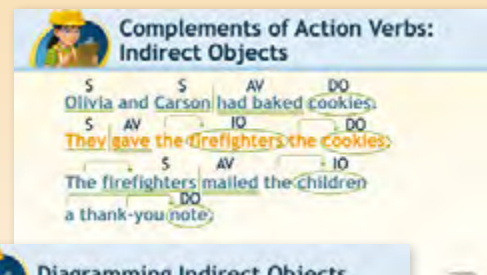 Complements of Action Verbs:
Indirect Objects
S S AV DO
Olivia and Carson had baked cookies.
S AV IO DO
They gave the firefighters the cookies.
S AV IO
The firefighters mailed the children
DO
a thank-you note.
Diagramming Indirect Objects